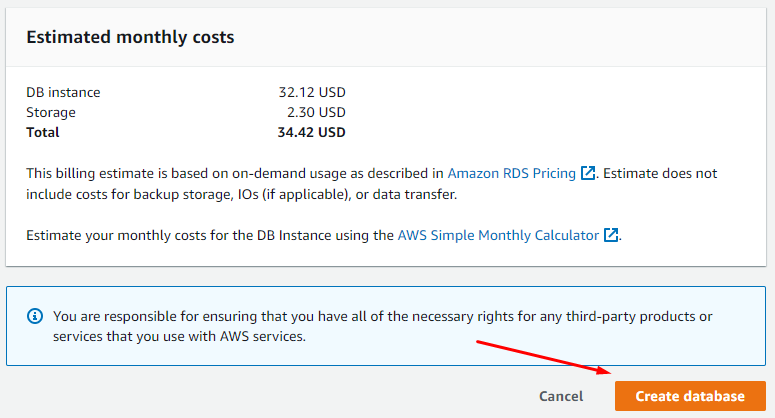 Estimated monthly costs
DB instance 32.12 USD
Storage 2.30 USD
Total 34.42 USD
This billing estimate is based on on-demand usage as described in Amazon RDS Pricing. Estimate does not
include costs for backup storage, IOs (if applicable), or data transfer.
Estimate your monthly costs for the DB Instance using the AWS Simple Monthly Calculator.
You are responsible for ensuring that you have all of the necessary rights for any third-party products or
services that you use with AWS services.
Cancel Create database